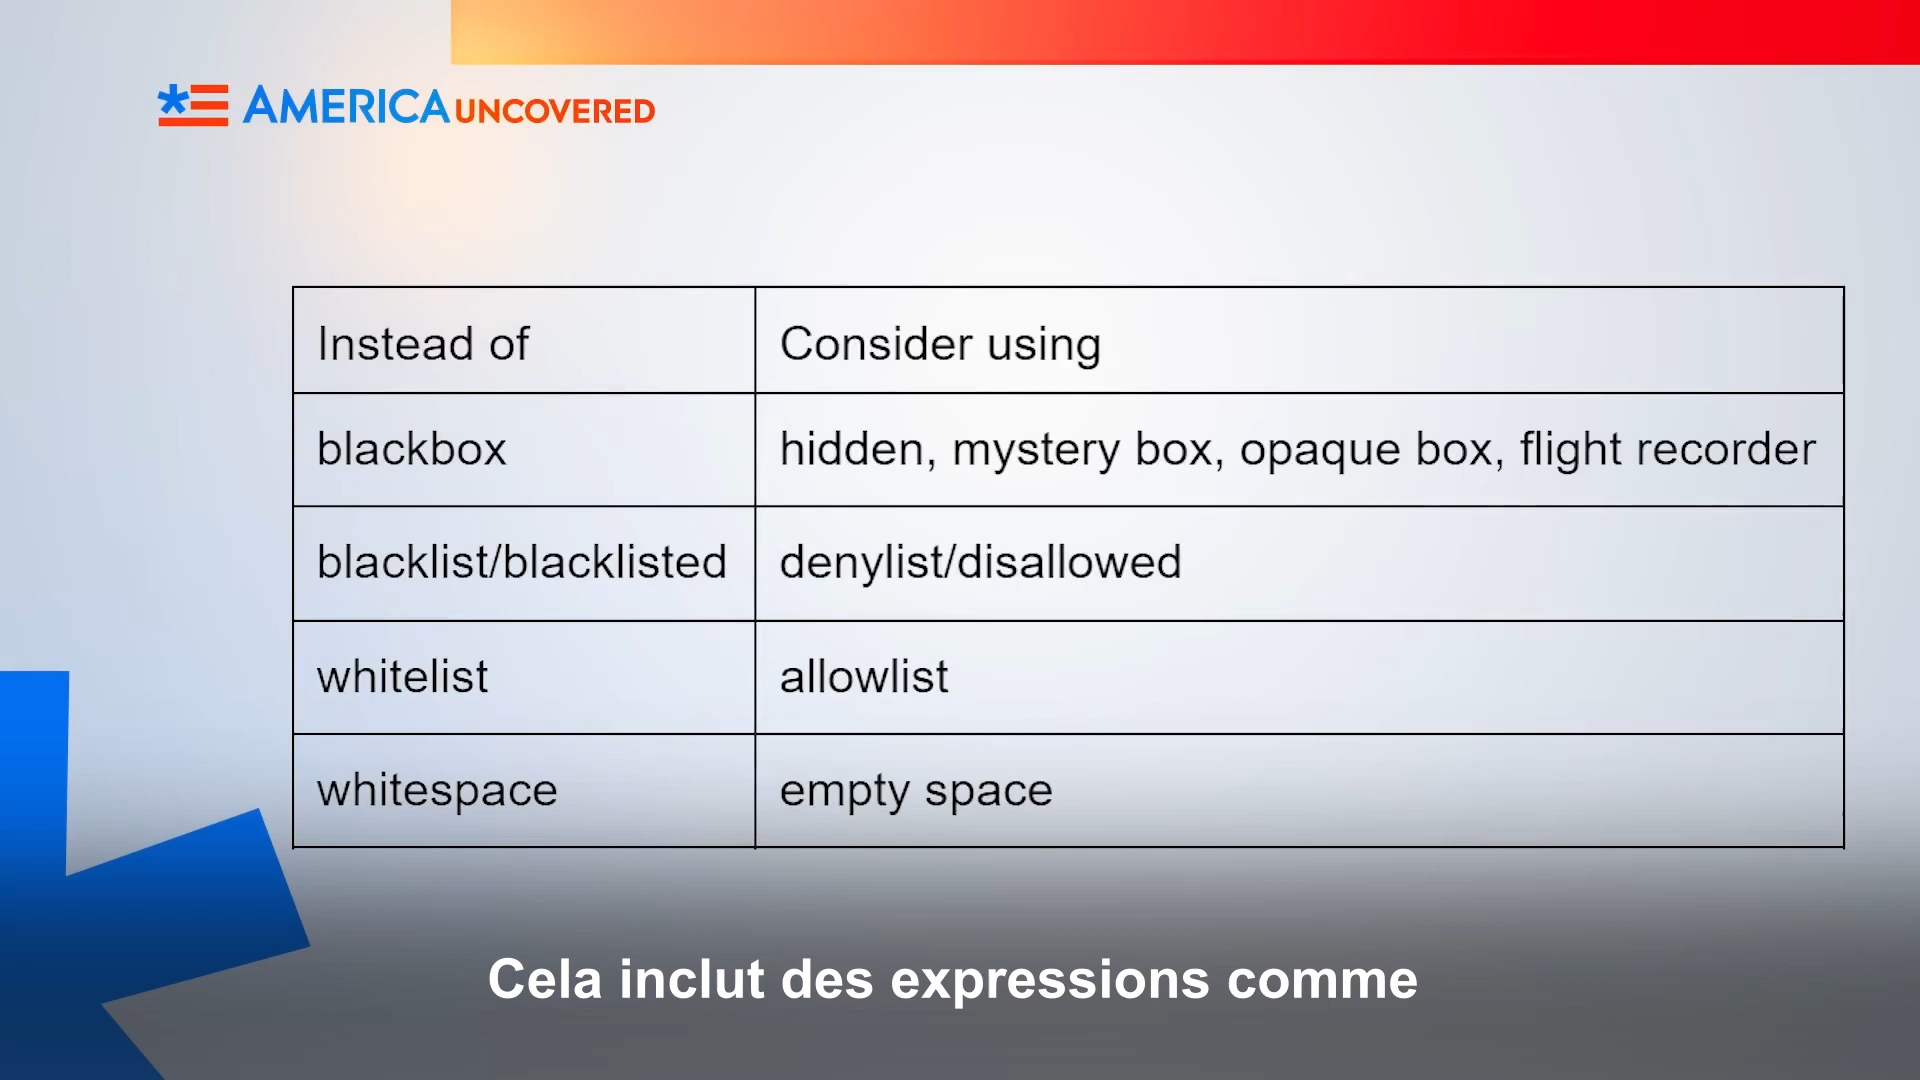 AMERICA UNCOVERED
Instead of Consider using
blackbox hidden, mystery box, opaque box, flight recorder
blacklist/blacklisted denylist/disallowed
whitelist allowlist
whitespace empty space
Cela inclut des expressions comme